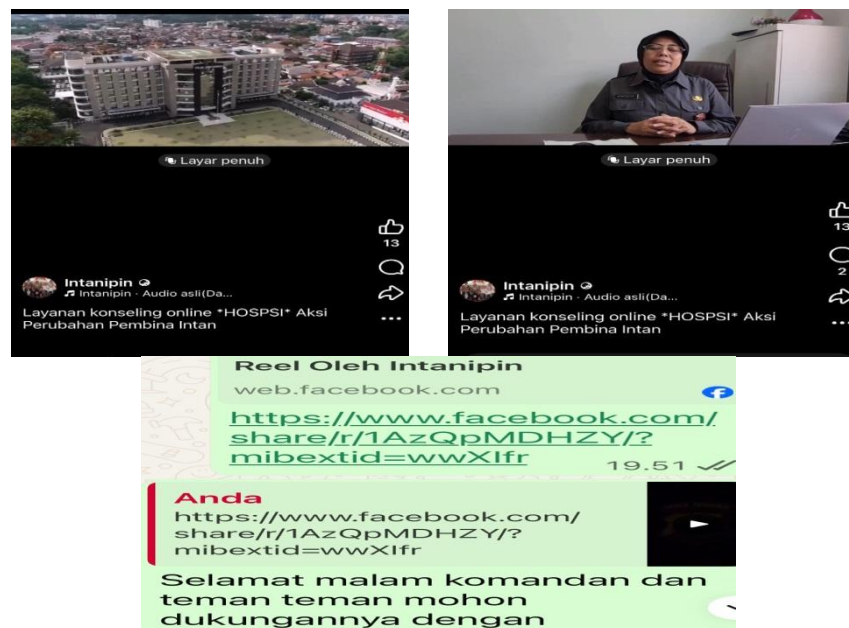 Layar penuh
13
Intanipin
Intanipin · Audio asli(Da...
Layanan konseling online *HOSPSI* Aksi
Perubahan Pembina Intan
Layar penuh
13
2
Intanipin
Intanipin · Audio asli(Da...
Layanan konseling online *HOSPSI* Aksi
Perubahan Pembina Intan
Reel Oleh Intanipin
web.facebook.com
https://www.facebook.com/
share/r/1AzQpMDHZY/?
mibextid=wwXIfr
19.51
Anda
https://www.facebook.com/
share/r/1AzQpMDHZY/?
mibextid=wwXIfr
Selamat malam komandan dan
teman teman mohon
dukungannya dengan